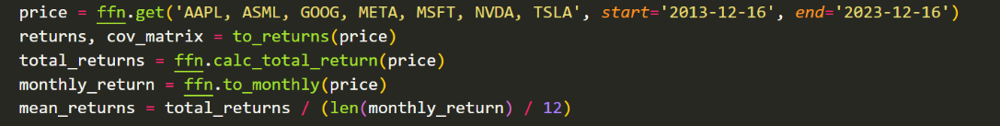 price = ffn.get('AAPL, ASML, GOOG, META, MSFT, NVDA, TSLA', start='2013-12-16', end='2023-12-16')
returns, cov_matrix = to_returns(price)
total_returns = ffn.calc_total_return(price)
monthly_return = ffn.to_monthly(price)
mean_returns = total_returns / (len(monthly_return) / 12)